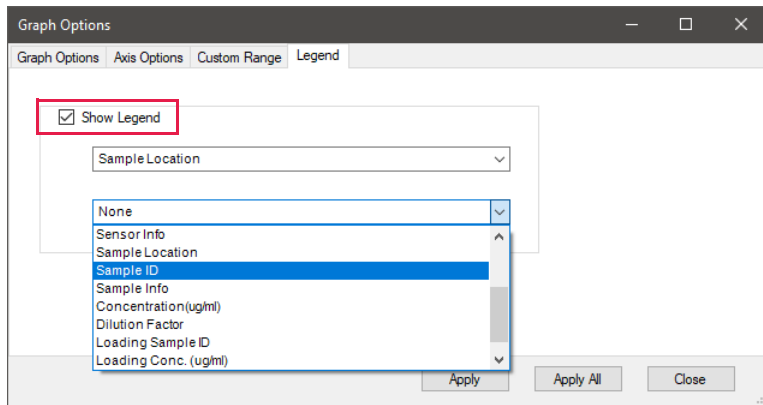 Graph Options
Graph Options Axis Options Custom Range Legend
Show Legend
Sample Location
None
Sensor Info
Sample Location
Sample ID
Sample Info
Concentration(ug/ml)
Dilution Factor
Loading Sample ID
Loading Conc. (ug/ml)
Apply Apply All Close